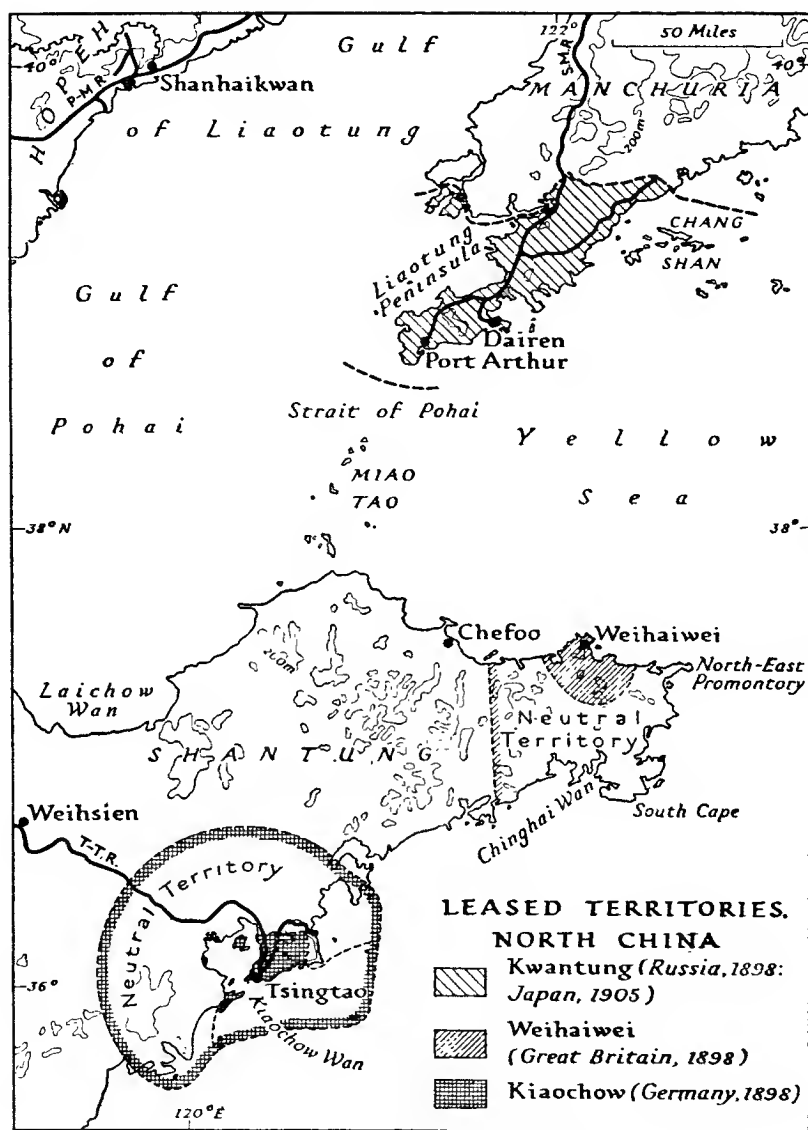 Gulf
122°
50 Miles
40°
40°
HOPEH
P-M-R.
Shanhaikwan
S.M.R.
MANCHURIA
of Liaotung
200m
Liaotung
Peninsula
CHANG
SHAN
Gulf
of
Pohai
Dairen
Port Arthur
Strait of Pohai
Yellow
Sea
MIAO
TAO
38°N
38°
Chefoo
Weihaiwei
North-East
Promontory
200m
Laichow
Wan
Neutral
Territory
SHANTUNG
South Cape
Chinghai Wan
Weihsien
T-T.R.
Neutral Territory
36°
Tsingtao
Kiaochow Wan
120°E
LEASED TERRITORIES.
NORTH CHINA
Kwantung (Russia, 1898:
Japan, 1905)
Weihaiwei
(Great Britain, 1898)
Kiaochow (Germany, 1898)